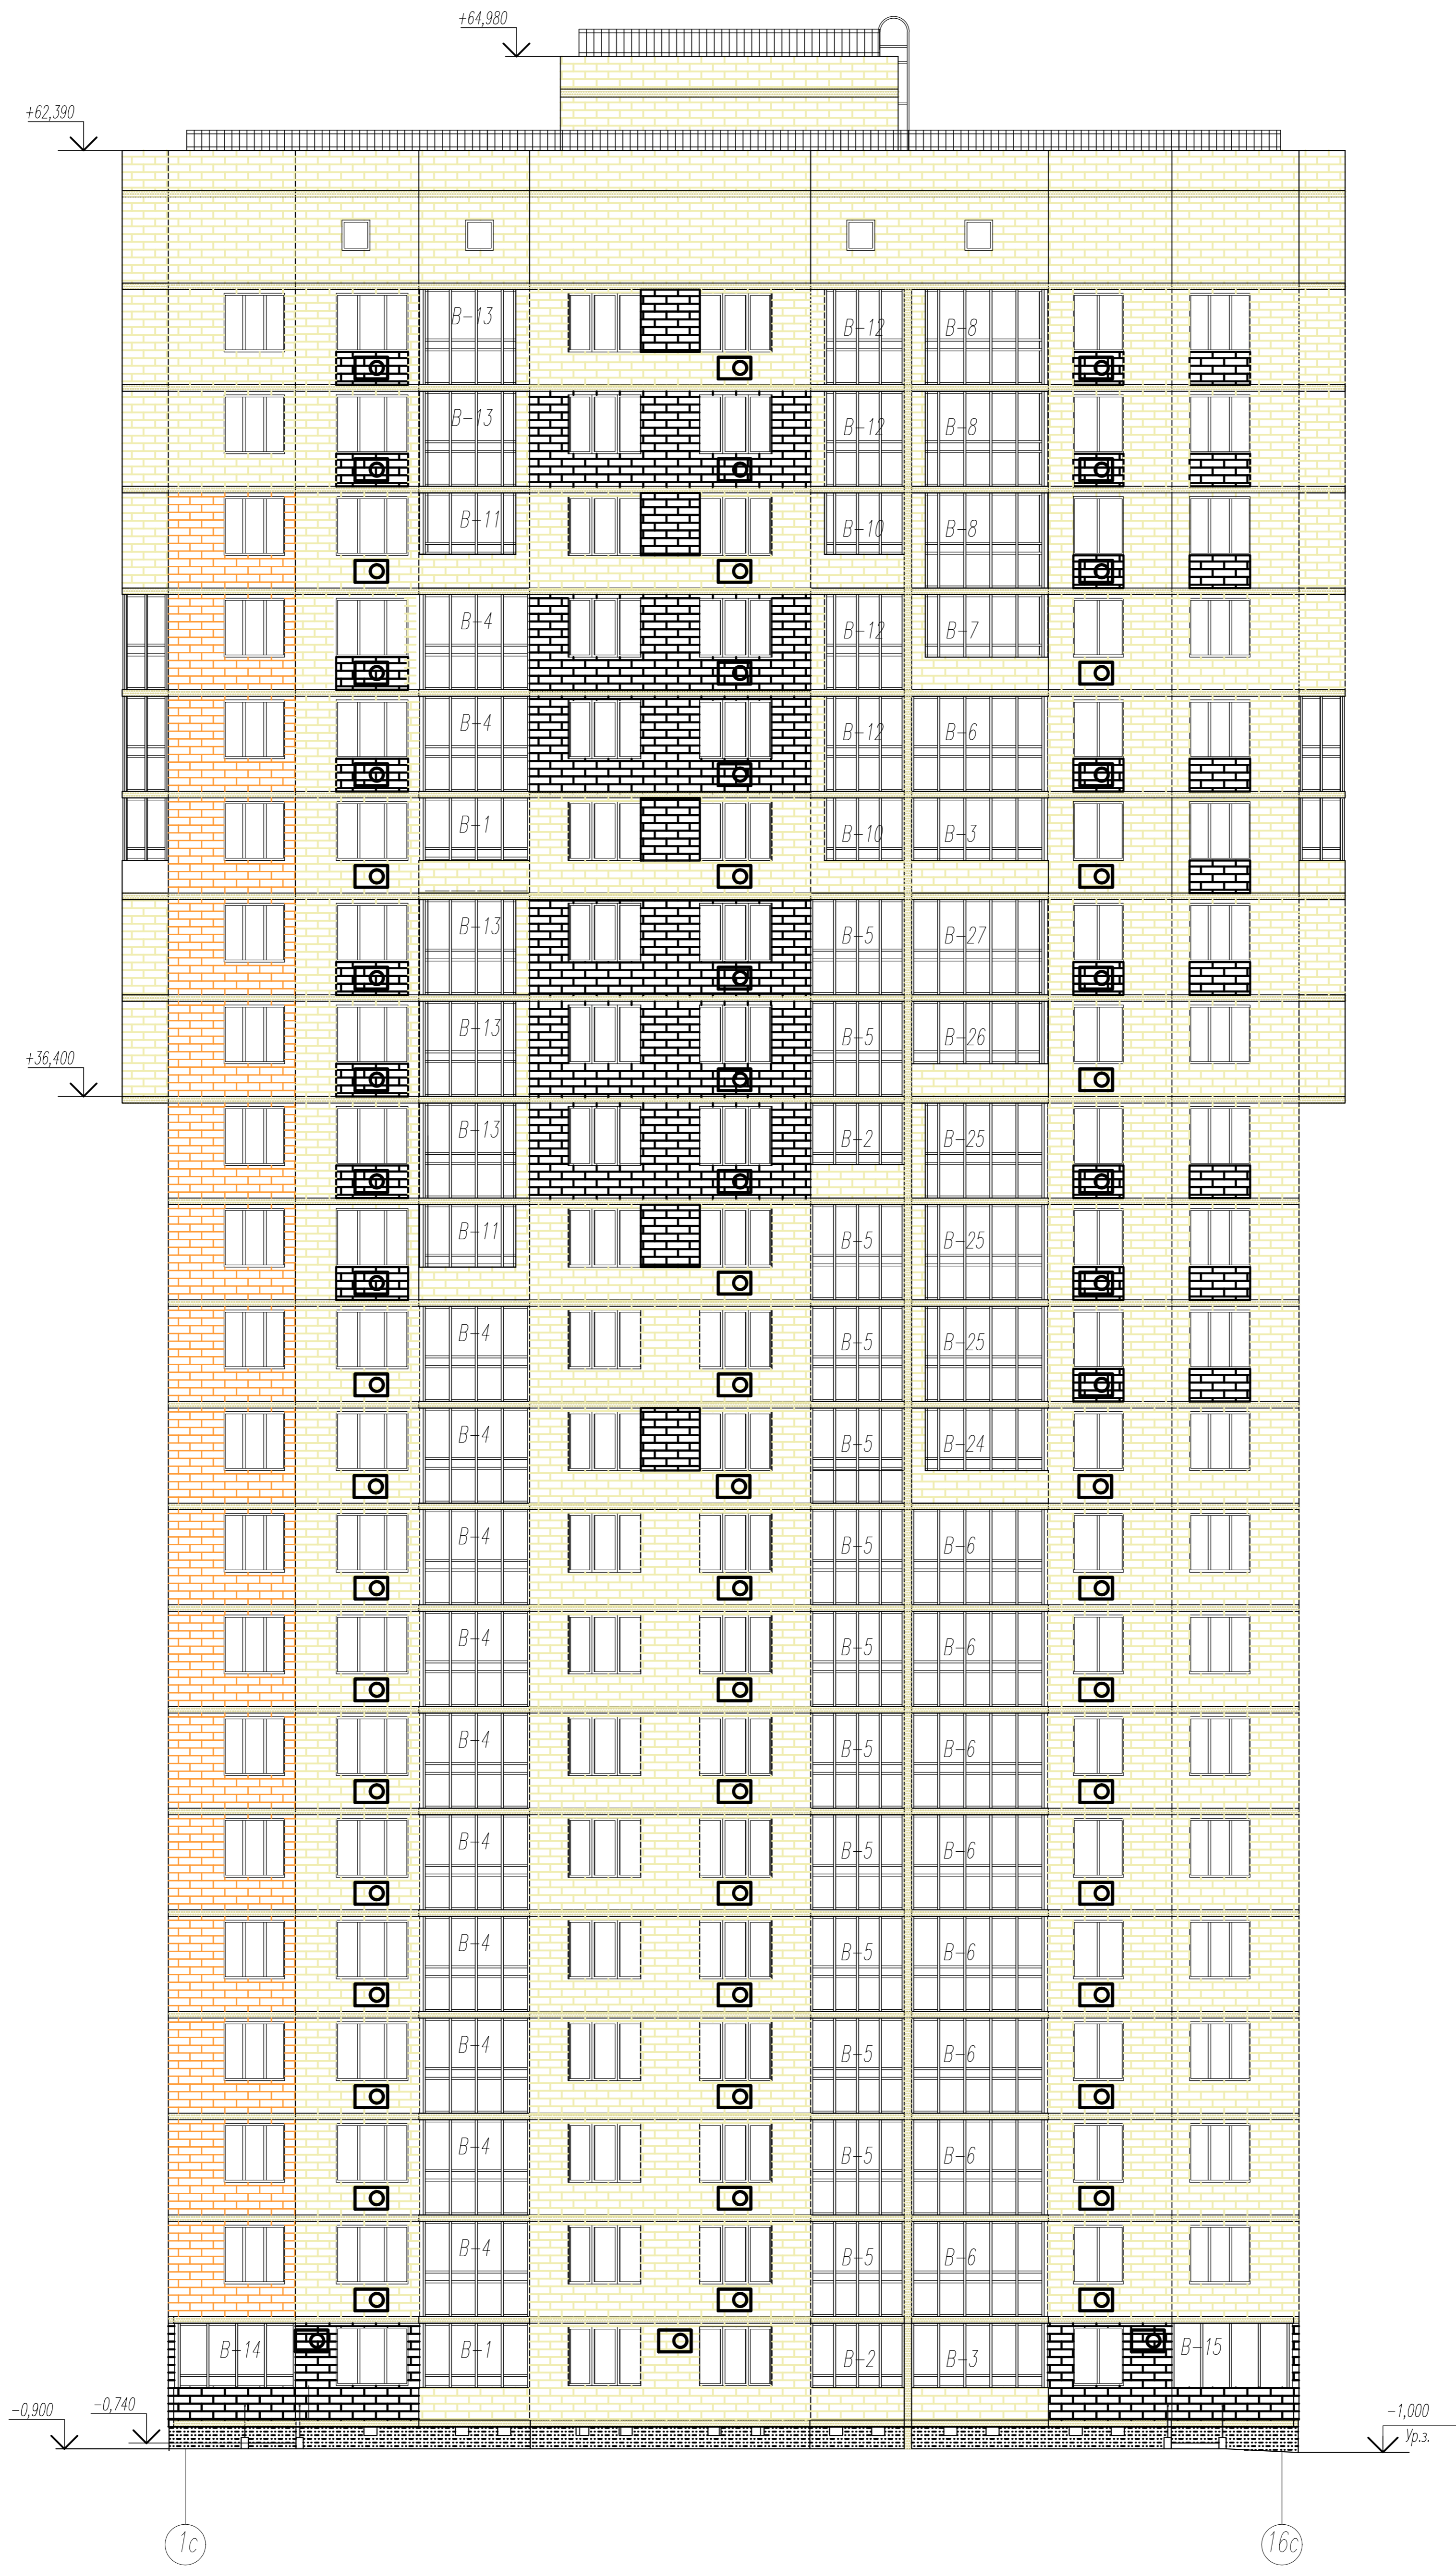 +64,980
+62,390
В-13 В-12 В-8
В-13 В-12 В-8
В-11 В-10 В-8
В-4 В-12 В-7
В-4 В-12 В-6
В-1 В-10 В-3
В-13 В-5 В-27
В-13 В-5 В-26
+36,400
В-13 В-2 В-25
В-11 В-5 В-25
В-4 В-5 В-25
В-4 В-5 В-24
В-4 В-5 В-6
В-4 В-5 В-6
В-4 В-5 В-6
В-4 В-5 В-6
В-4 В-5 В-6
В-4 В-5 В-6
В-4 В-5 В-6
В-4 В-5 В-6
В-14 В-1 В-2 В-3 В-15
-0,900
-0,740
-1,000
Ур.з.
1с 16с